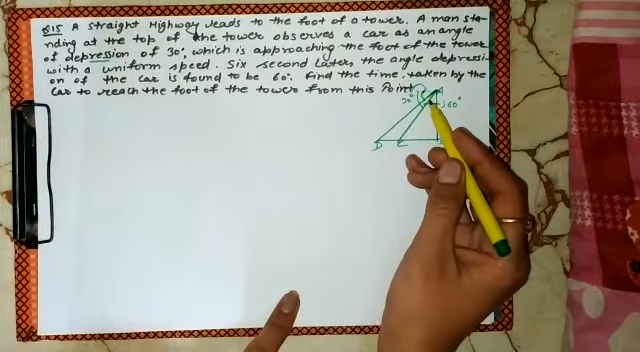 Q15 A straight Highway leads to the foot of a tower. A man sta-
nding at tre top of the tower observes a car as an angle
of depression of 30°, which is approaching the foot of the tower
with a uniform speed. Six second later, the angle depressi-
on of the car is found to be 60°. find the time taken by the
car to reach the foot of the tower from this Point
30° 60°
D C